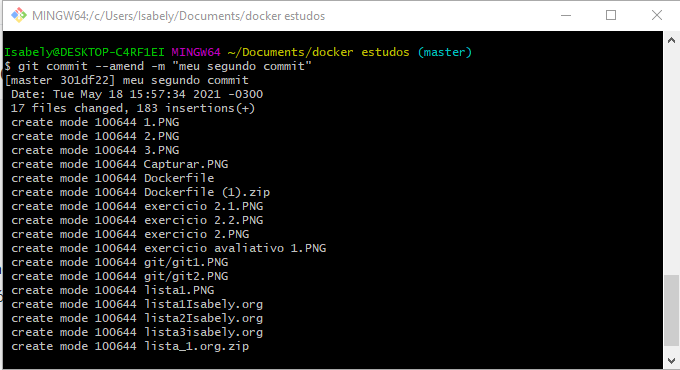 MINGW64:/c/Users/Isabely/Documents/docker estudos
Isabely@DESKTOP-C4RF1EI MINGW64 ~/Documents/docker estudos (master)
$ git commit --amend -m "meu segundo commit"
[master 301df22] meu segundo commit
Date: Tue May 18 15:57:34 2021 -0300
17 files changed, 183 insertions(+)
create mode 100644 1.PNG
create mode 100644 2.PNG
create mode 100644 3.PNG
create mode 100644 Capturar.PNG
create mode 100644 Dockerfile
create mode 100644 Dockerfile (1).zip
create mode 100644 exercicio 2.1.PNG
create mode 100644 exercicio 2.2.PNG
create mode 100644 exercicio 2.PNG
create mode 100644 exercicio avaliativo 1.PNG
create mode 100644 git/git1.PNG
create mode 100644 git/git2.PNG
create mode 100644 lista1.PNG
create mode 100644 lista1Isabely.org
create mode 100644 lista2Isabely.org
create mode 100644 lista3isabely.org
create mode 100644 lista_1.org.zip